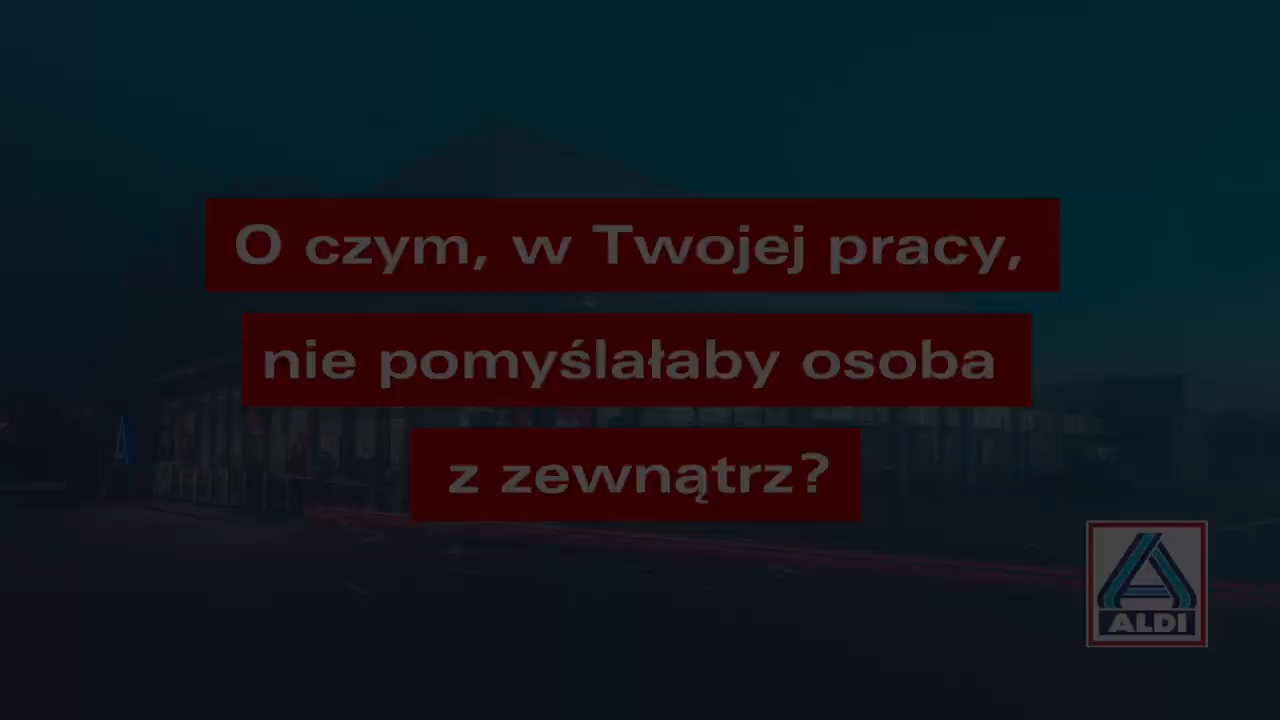 O czym, w Twojej pracy,
nie pomyślałaby osoba
z zewnątrz?
ALDI